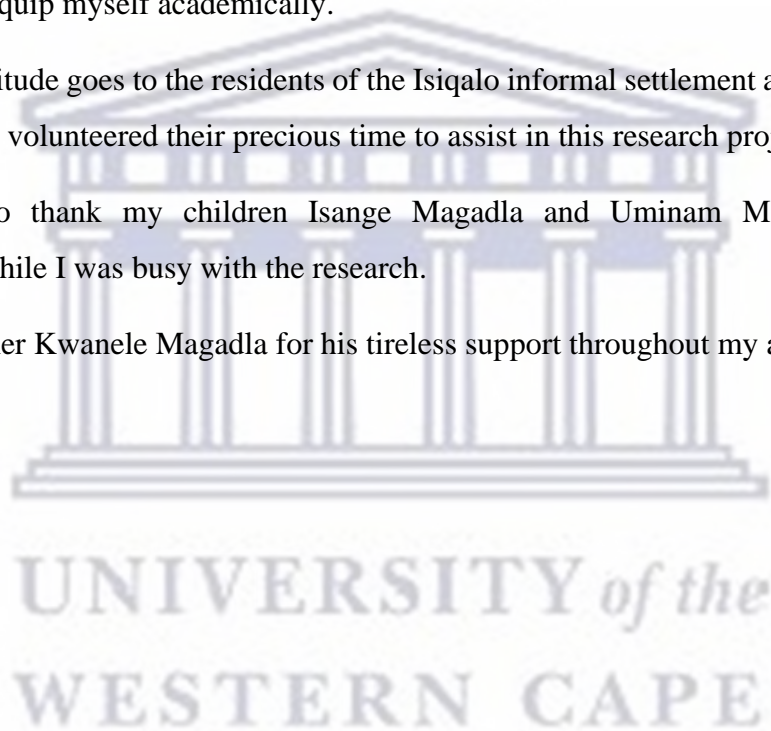 quip myself academically.
itude goes to the residents of the Isiqalo informal settlement a
volunteered their precious time to assist in this research proj
o thank my children Isange Magadla and Uminam M
hile I was busy with the research.
er Kwanele Magadla for his tireless support throughout my a
UNIVERSITY of the
WESTERN CAPE